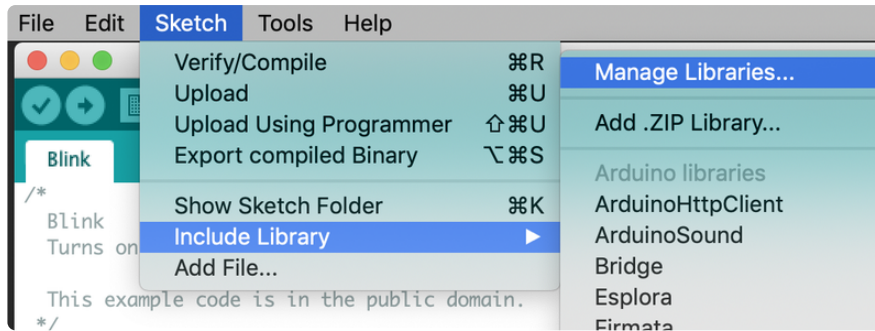 File Edit Sketch Tools Help
Verify/Compile ⌘R
Upload ⌘U
Upload Using Programmer ⇧⌘U
Export compiled Binary ⌥⌘S
Show Sketch Folder ⌘K
Include Library ▶
Add File...
Manage Libraries...
Add .ZIP Library...
Arduino libraries
ArduinoHttpClient
ArduinoSound
Bridge
Esplora
Firmata
Blink
/*
Blink
Turns on
This example code is in the public domain.
*/